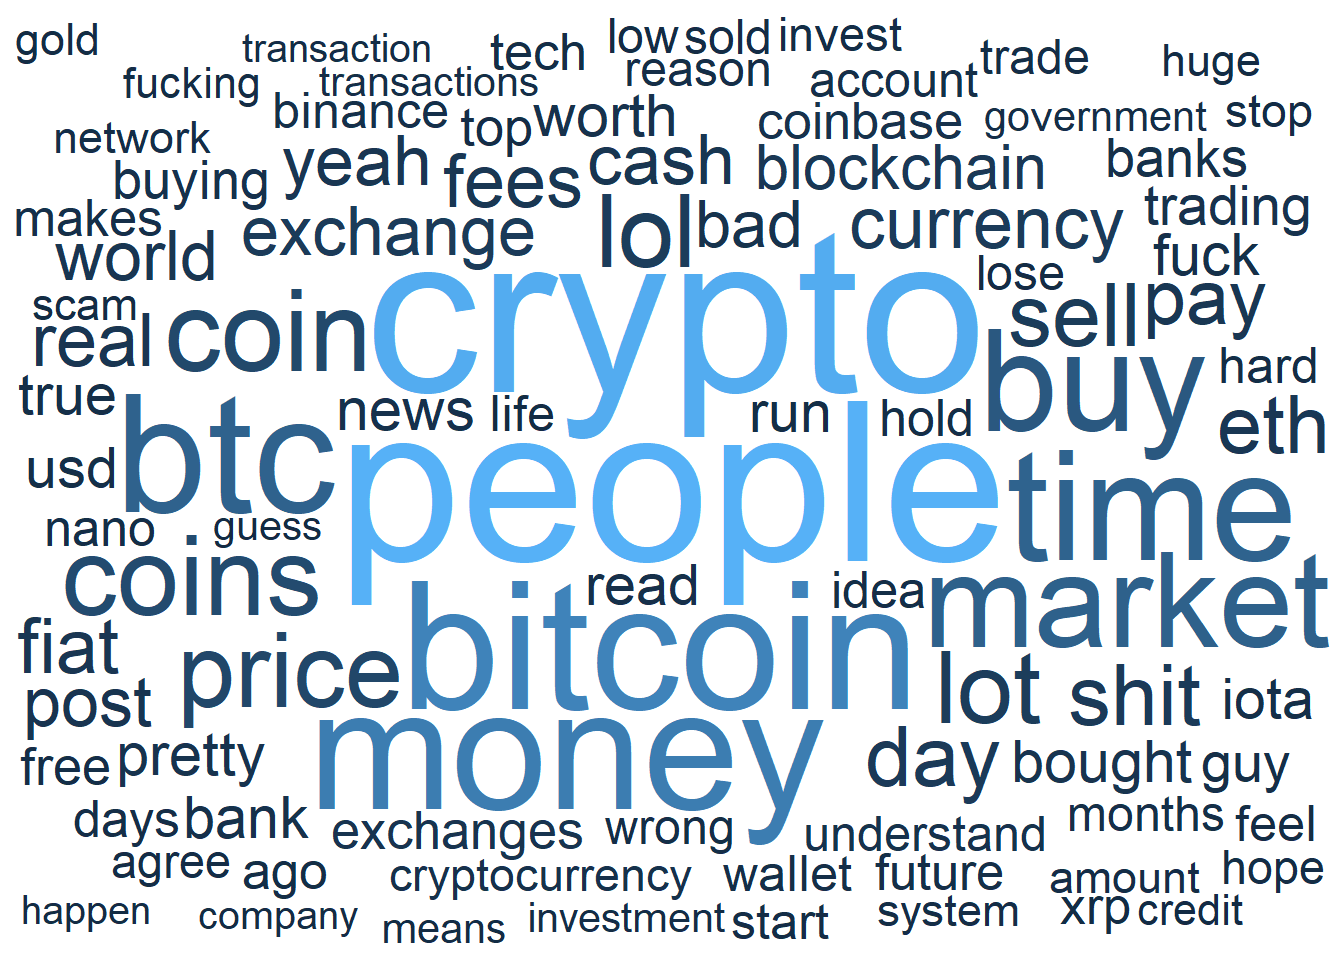 gold transaction tech low sold invest trade huge
fucking transactions reason account
binance top worth coinbase government stop
network yeah fees cash blockchain banks
buying
makes exchange lol bad currency trading
world lose fuck
scam crypto sell pay
real coin buy hard
true btc news life run hold eth
usd people time
nano guess
coins read idea market
fiat price bitcoin lot shit iota
post
free pretty money day bought guy
days bank exchanges wrong understand months feel
agree ago cryptocurrency wallet future amount hope
happen company means investment start system xrp credit